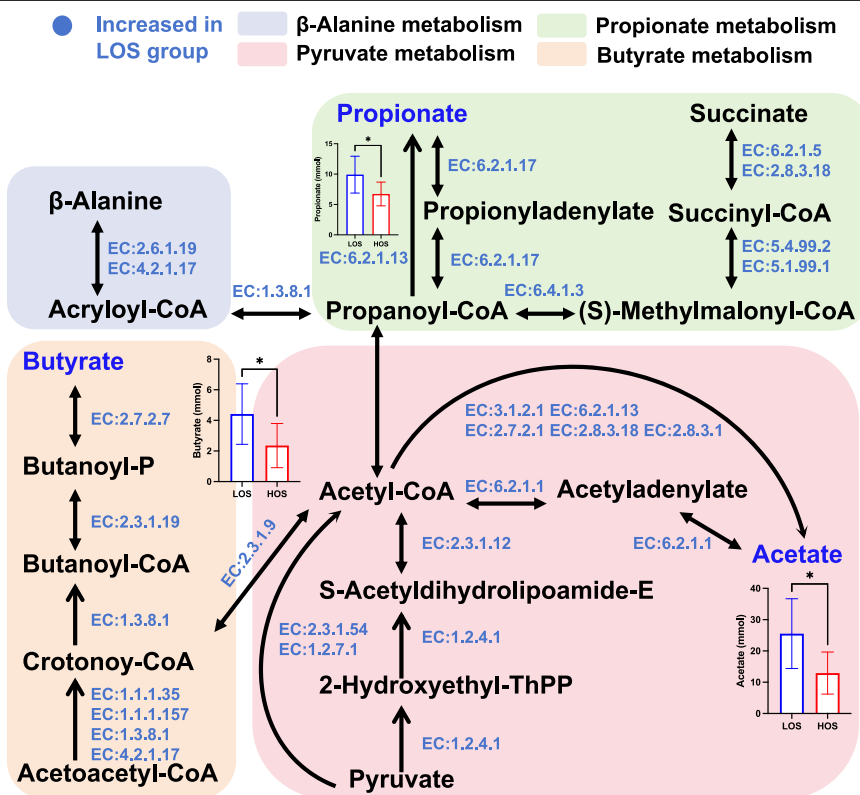 Increased in
LOS group
β-Alanine metabolism
Propionate metabolism
Pyruvate metabolism
Butyrate metabolism
Propionate
Succinate
*
Propionate (mmol)
15
10
5
0
LOS
HOS
EC:6.2.1.17
EC:6.2.1.5
EC:2.8.3.18
β-Alanine
Propionyladenylate
Succinyl-CoA
EC:2.6.1.19
EC:4.2.1.17
EC:6.2.1.13
EC:6.2.1.17
EC:5.4.99.2
EC:5.1.99.1
EC:1.3.8.1
EC:6.4.1.3
Acryloyl-CoA
Propanoyl-CoA
(S)-Methylmalonyl-CoA
Butyrate
*
Butyrate (mmol)
8
6
4
2
0
LOS
HOS
EC:2.7.2.7
EC:3.1.2.1 EC:6.2.1.13
EC:2.7.2.1 EC:2.8.3.18 EC:2.8.3.1
Butanoyl-P
Acetyl-CoA
EC:6.2.1.1
Acetyladenylate
EC:2.3.1.19
EC:2.3.1.9
EC:2.3.1.12
EC:6.2.1.1
Acetate
Butanoyl-CoA
S-Acetyldihydrolipoamide-E
*
Acetate (mmol)
40
30
20
10
0
LOS
HOS
EC:1.3.8.1
EC:2.3.1.54
EC:1.2.7.1
EC:1.2.4.1
Crotonoy-CoA
2-Hydroxyethyl-ThPP
EC:1.1.1.35
EC:1.1.1.157
EC:1.3.8.1
EC:4.2.1.17
EC:1.2.4.1
Acetoacetyl-CoA
Pyruvate